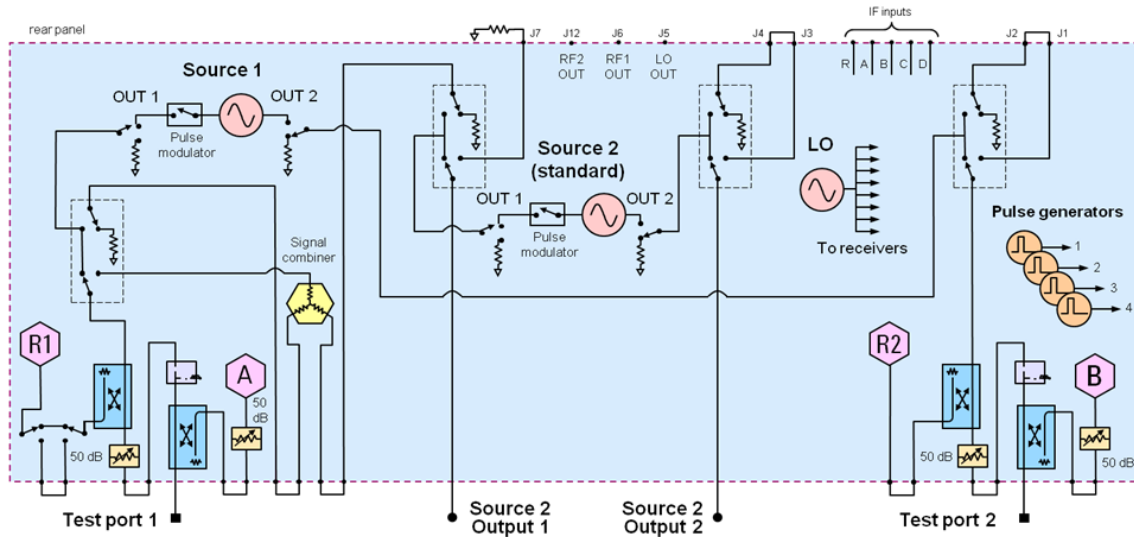 IF inputs
rear panel
J7
J12
J6
J5
J4
J3
J2
J1
RF2
OUT
RF1
OUT
LO
OUT
R
A
B
C
D
Source 1
OUT 1
OUT 2
Pulse
modulator
Source 2
(standard)
OUT 1
OUT 2
Pulse
modulator
LO
To receivers
Pulse generators
1
2
3
4
Signal
combiner
R1
A
R2
B
50
dB
50 dB
50 dB
50 dB
Test port 1
Source 2
Output 1
Source 2
Output 2
Test port 2